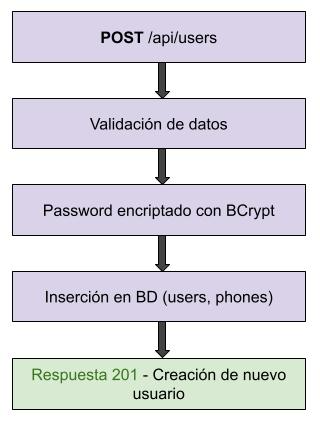 POST /api/users
Validación de datos
Password encriptado con BCrypt
Inserción en BD (users, phones)
Respuesta 201 - Creación de nuevo
usuario